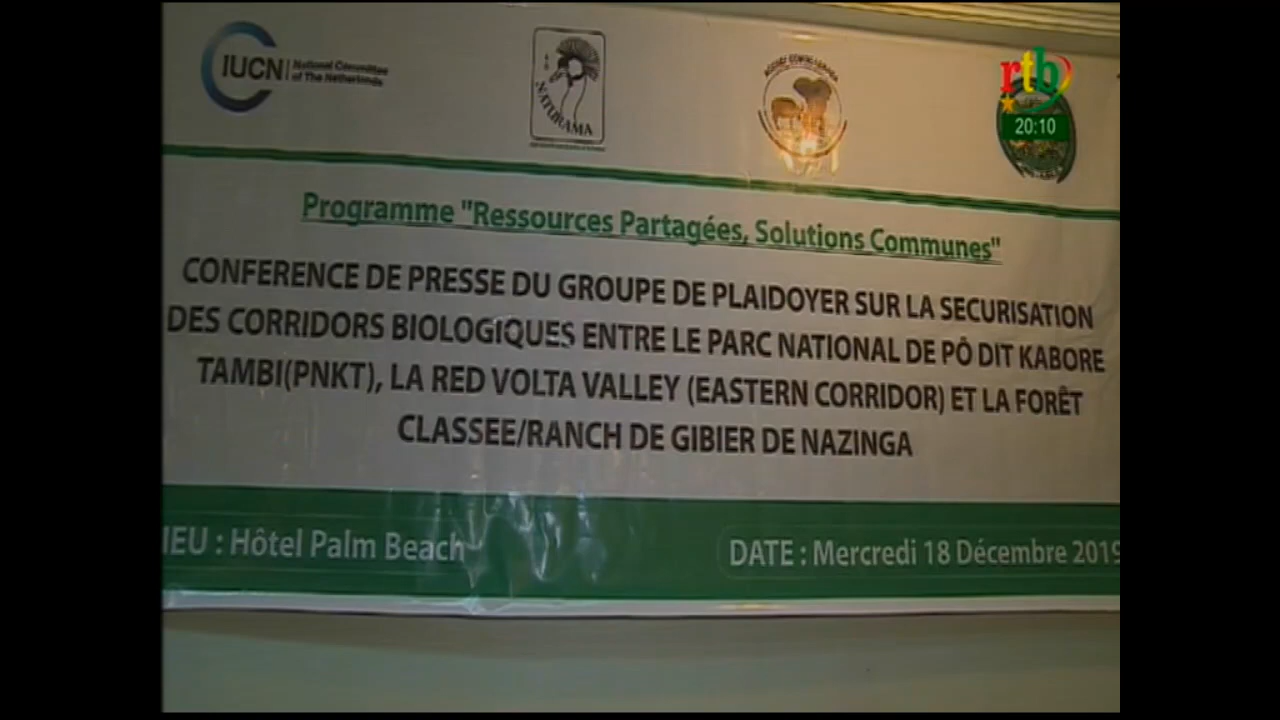 IUCN
National Committee
of The Netherlands
NATURAMA
rtb
20:10
Programme "Ressources Partagées, Solutions Communes"
CONFERENCE DE PRESSE DU GROUPE DE PLAIDOYER SUR LA SECURISATION
DES CORRIDORS BIOLOGIQUES ENTRE LE PARC NATIONAL DE PÔ DIT KABORE
TAMBI(PNKT), LA RED VOLTA VALLEY (EASTERN CORRIDOR) ET LA FORÊT
CLASSEE/RANCH DE GIBIER DE NAZINGA
IEU : Hôtel Palm Beach
DATE : Mercredi 18 Décembre 2019